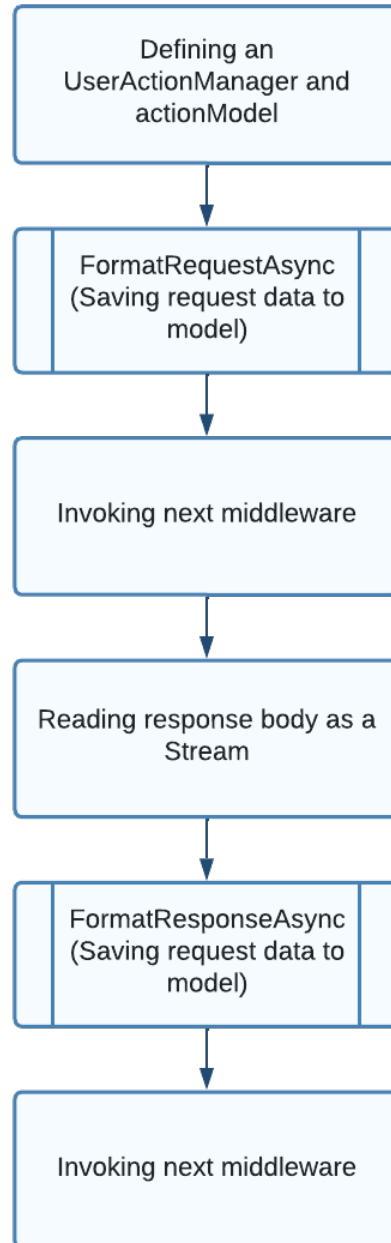 Defining an
UserActionManager and
actionModel
FormatRequestAsync
(Saving request data to
model)
Invoking next middleware
Reading response body as a
Stream
FormatResponseAsync
(Saving request data to
model)
Invoking next middleware